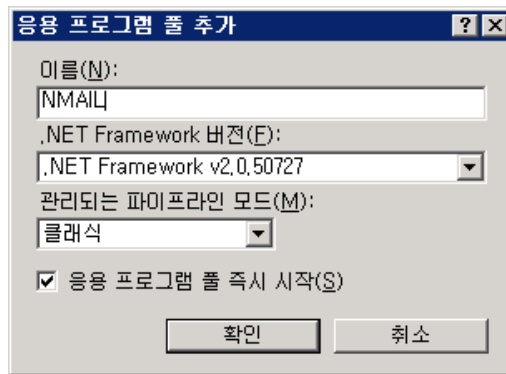 응용 프로그램 풀 추가
이름(N):
NMAIL
.NET Framework 버전(F):
.NET Framework v2.0.50727
관리되는 파이프라인 모드(M):
클래식
응용 프로그램 풀 즉시 시작(S)
확인 취소